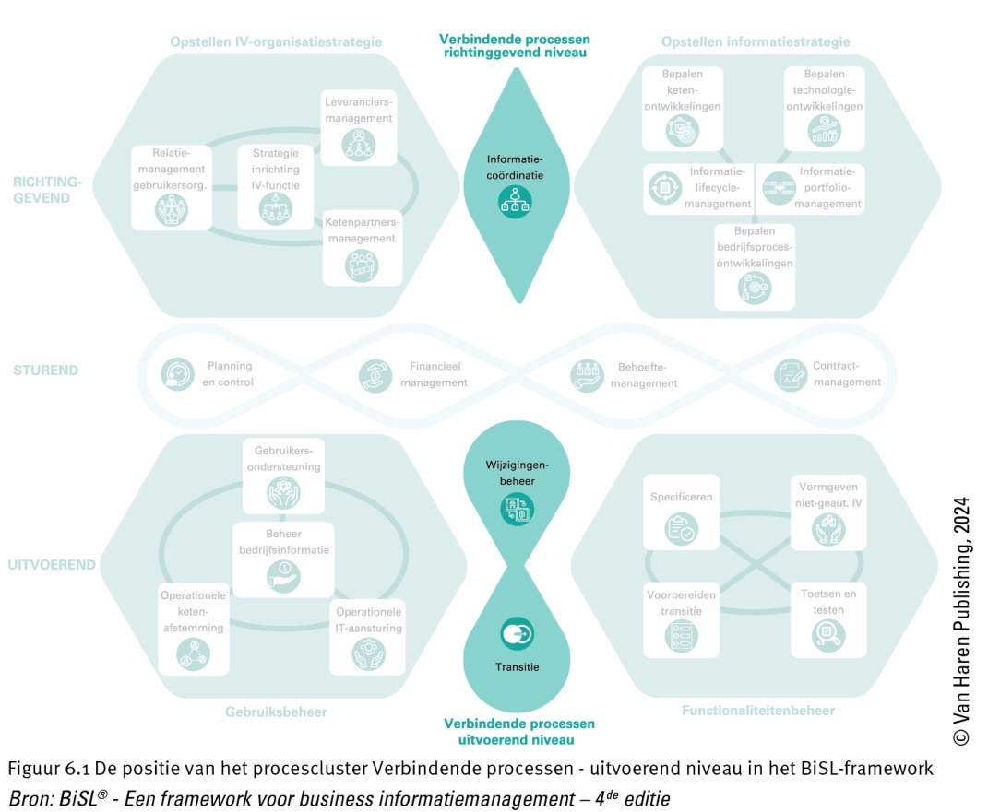 Opstellen IV-organisatiestrategie
Verbindende processen
richtinggevend niveau
Opstellen informatiestrategie
RICHTING-
GEVEND
Leveranciers-
management
Relatie-
management
gebruikersorg.
Strategie
inrichting
IV-functie
Ketenpartners-
management
Informatie-
coördinatie
Bepalen
keten-
ontwikkelingen
Bepalen
technologie-
ontwikkelingen
Informatie-
lifecycle-
management
Informatie-
portfolio-
management
Bepalen
bedrijfsproces-
ontwikkelingen
STUREND
Planning
en control
Financieel
management
Behoefte-
management
Contract-
management
UITVOEREND
Gebruikers-
ondersteuning
Beheer
bedrijfsinformatie
Operationele
keten-
afstemming
Operationele
IT-aansturing
Gebruiksbeheer
Wijzigingen-
beheer
Transitie
Verbindende processen
uitvoerend niveau
Specificeren
Vormgeven
niet-geaut. IV
Voorbereiden
transitie
Toetsen en
testen
Functionaliteitenbeheer
© Van Haren Publishing, 2024
Figuur 6.1 De positie van het procescluster Verbindende processen - uitvoerend niveau in het BiSL-framework
Bron: BiSL® - Een framework voor business informatiemanagement – 4de editie